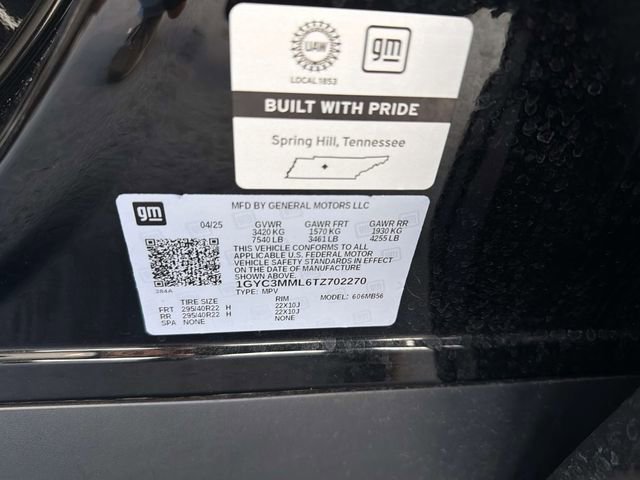 UAW
gm
LOCAL 1853
BUILT WITH PRIDE
Spring Hill, Tennessee
gm
MFD BY GENERAL MOTORS LLC
04/25 GVWR GAWR FRT GAWR RR
3420 KG 1570 KG 1930 KG
7540 LB 3461 LB 4255 LB
THIS VEHICLE CONFORMS TO ALL
APPLICABLE U.S. FEDERAL MOTOR
VEHICLE SAFETY STANDARDS IN EFFECT
ON THE DATE OF MANUFACTURE
SHOWN ABOVE.
1GYC3MML6TZ702270
284A TYPE: MPV MODEL: 606MB56
TIRE SIZE RIM
FRT 295/40R22 H 22X10J
RR 295/40R22 H 22X10J
SPA NONE NONE